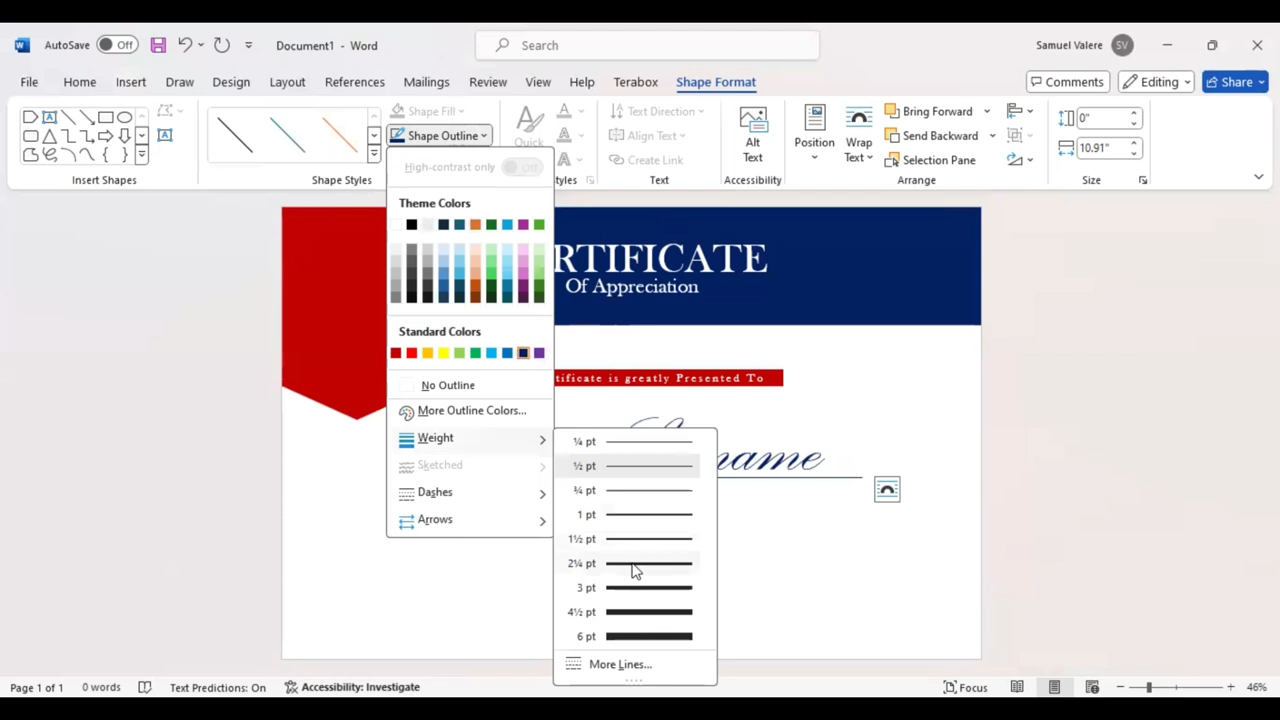 AutoSave Off Document1 - Word Search Samuel Valere SV
File Home Insert Draw Design Layout References Mailings Review View Help Terabox Shape Format Comments Editing Share
Shape Fill
Shape Outline
Quick
Text Direction
Align Text
Create Link
Alt Text
Position
Wrap Text
Bring Forward
Send Backward
Selection Pane
0"
10.91"
Insert Shapes Shape Styles Text Accessibility Arrange Size
High-contrast only Off
Theme Colors
Standard Colors
No Outline
More Outline Colors...
Weight
Sketched
Dashes
Arrows
¼ pt
½ pt
¾ pt
1 pt
1½ pt
2¼ pt
3 pt
4½ pt
6 pt
More Lines...
RTIFICATE
Of Appreciation
tificate is greatly Presented To
name
Page 1 of 1 0 words Text Predictions: On Accessibility: Investigate Focus 46%